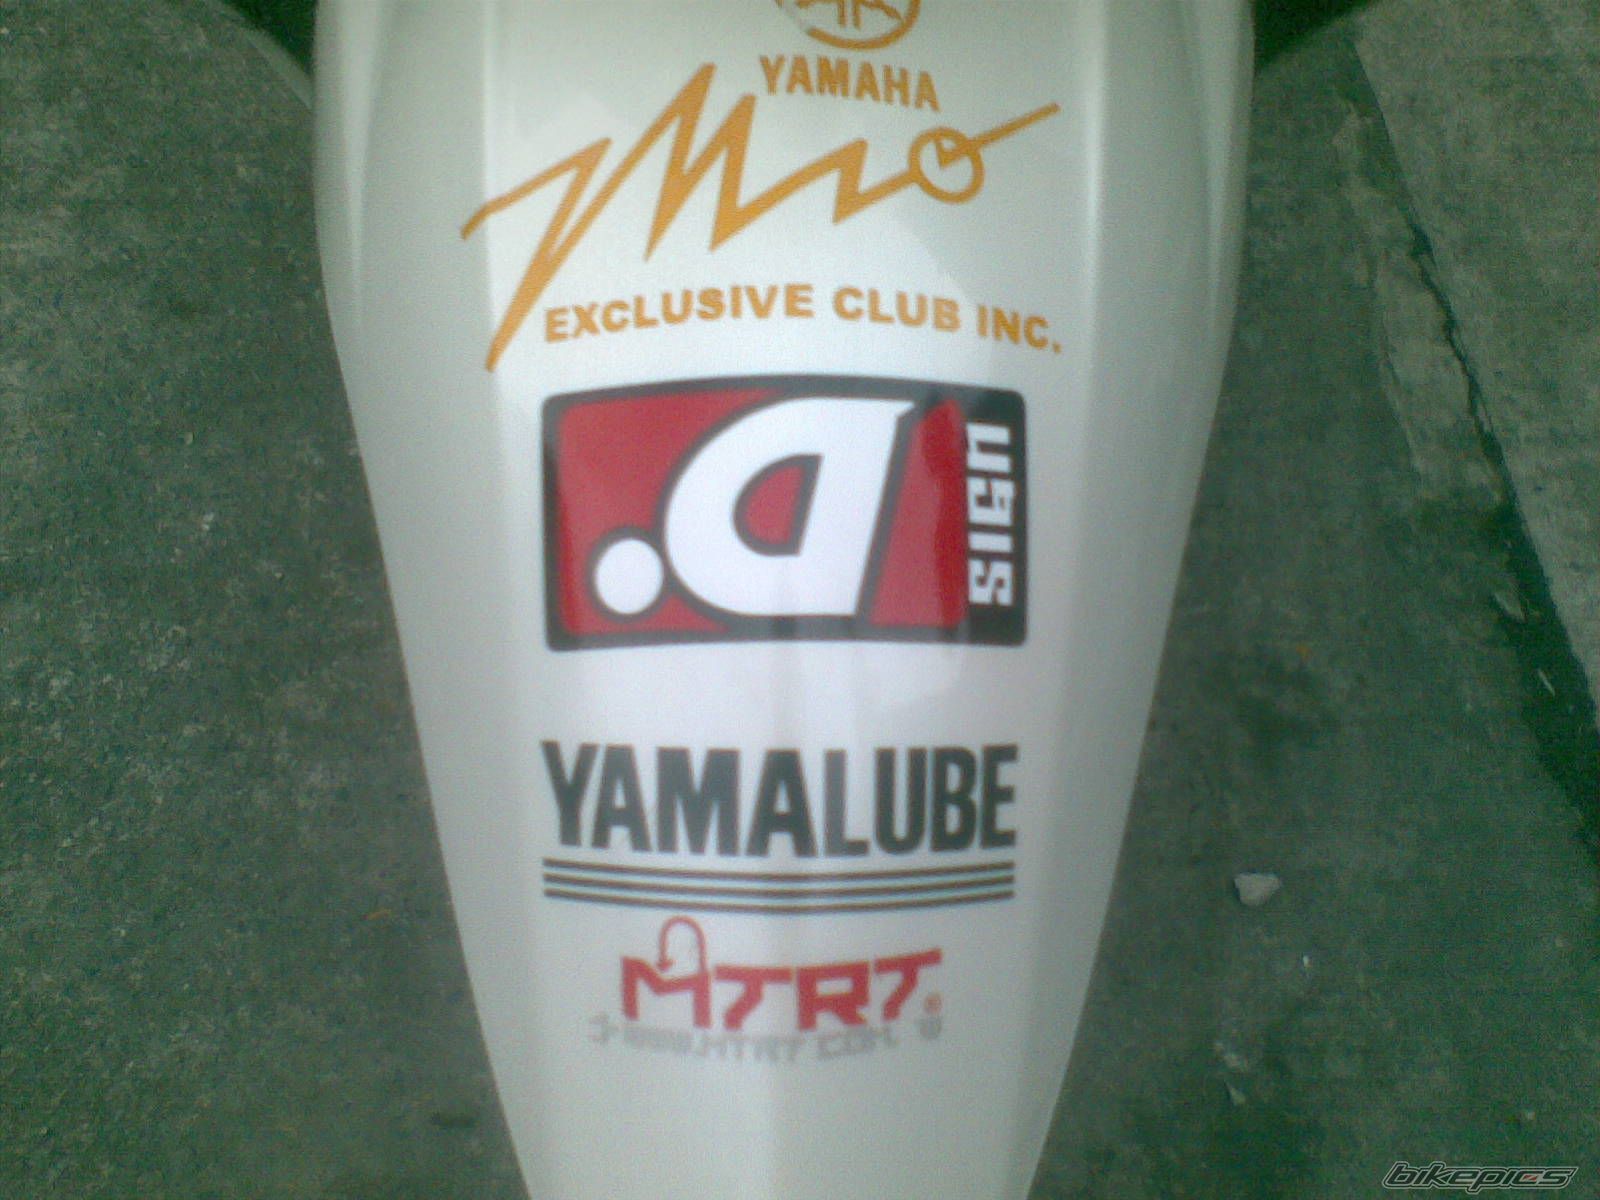 YAMAHA
Mio
EXCLUSIVE CLUB INC.
D.
SIGN
YAMALUBE
MTRT®
bikepics